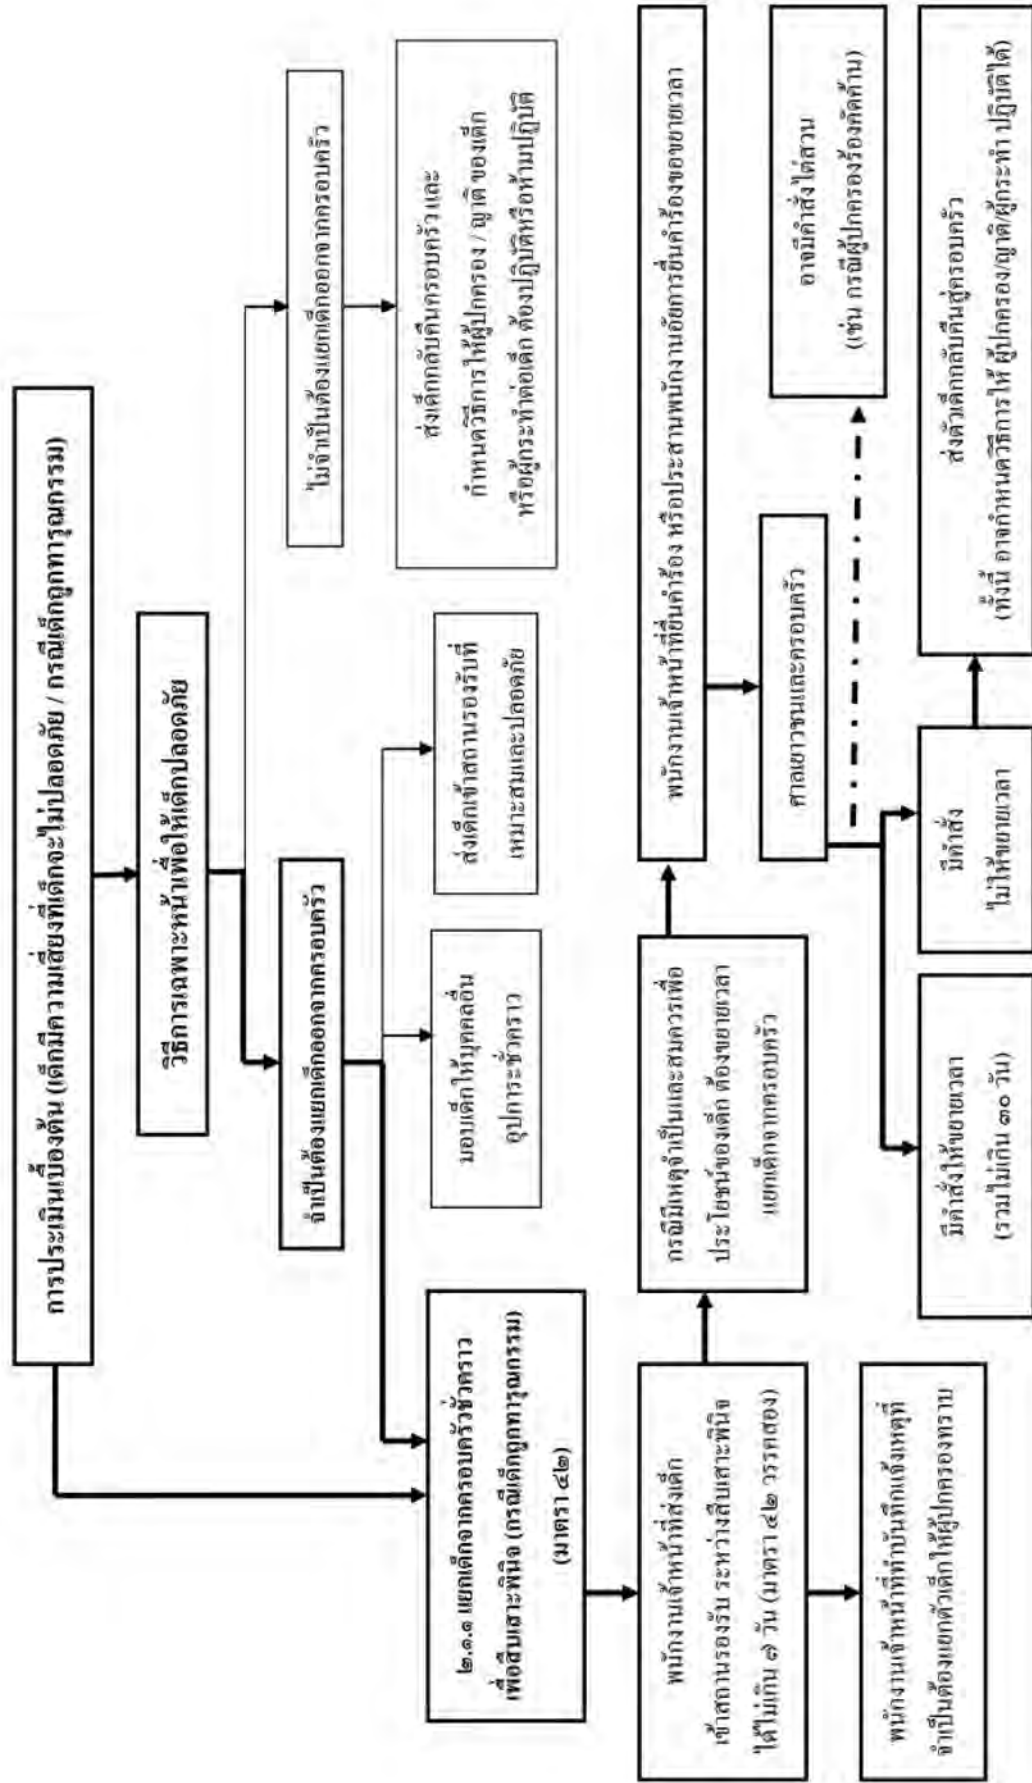 การประเมินเบื้องต้น (เด็กมีความเสี่ยงที่เด็กจะไม่ปลอดภัย / กรณีเด็กถูกทารุณกรรม)
วิธีการเฉพาะหน้าเพื่อให้เด็กปลอดภัย
จำเป็นต้องแยกเด็กออกจากครอบครัว
ไม่จำเป็นต้องแยกเด็กออกจากครอบครัว
ส่งเด็กกลับคืนครอบครัว และ
กำหนดวิธีการ ให้ผู้ปกครอง / ญาติ ของเด็ก
หรือผู้กระทำต่อเด็ก ต้องปฏิบัติหรือห้ามปฏิบัติ
๒.๑.๑ แยกเด็กจากครอบครัวชั่วคราว
เพื่อสืบเสาะพินิจ (กรณีเด็กถูกทารุณกรรม)
(มาตรา ๔๒)
มอบเด็กให้บุคคลอื่น
อุปการะชั่วคราว
ส่งเด็กเข้าสถานรองรับที่
เหมาะสมและปลอดภัย
พนักงานเจ้าหน้าที่ส่งเด็ก
เข้าสถานรองรับ ระหว่างสืบเสาะพินิจ
ได้ไม่เกิน ๗ วัน (มาตรา ๔๒ วรรคสอง)
กรณีมีเหตุจำเป็นและสมควรเพื่อ
ประโยชน์ของเด็ก ต้องขยายเวลา
แยกเด็กจากครอบครัว
พนักงานเจ้าหน้าที่ยื่นคำร้อง หรือประสานพนักงานอัยการยื่นคำร้องขอขยายเวลา
ศาลเยาวชนและครอบครัว
อาจมีคำสั่งไต่สวน
(เช่น กรณีผู้ปกครองร้องคัดค้าน)
พนักงานเจ้าหน้าที่ทำบันทึกแจ้งเหตุที่
จำเป็นต้องแยกตัวเด็กให้ผู้ปกครองทราบ
มีคำสั่งให้ขยายเวลา
(รวมไม่เกิน ๓๐ วัน)
มีคำสั่ง
ไม่ให้ขยายเวลา
ส่งตัวเด็กกลับคืนสู่ครอบครัว
(ทั้งนี้ อาจกำหนดวิธีการให้ ผู้ปกครอง/ญาติ/ผู้กระทำ ปฏิบัติได้)